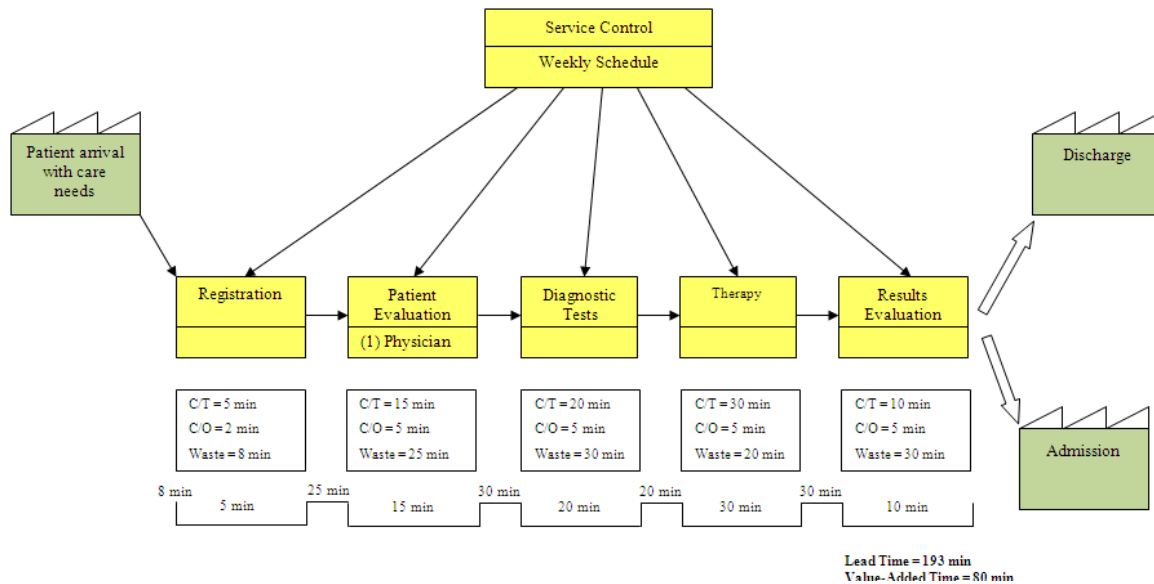 Service Control
Weekly Schedule
Patient arrival
with care
needs
Discharge
Registration
Patient
Evaluation
(1) Physician
Diagnostic
Tests
Therapy
Results
Evaluation
C/T = 5 min
C/O = 2 min
Waste = 8 min
C/T = 15 min
C/O = 5 min
Waste = 25 min
C/T = 20 min
C/O = 5 min
Waste = 30 min
C/T = 30 min
C/O = 5 min
Waste = 20 min
C/T = 10 min
C/O = 5 min
Waste = 30 min
Admission
8 min
5 min
25 min
15 min
30 min
20 min
20 min
30 min
30 min
10 min
Lead Time = 193 min
Value-Added Time = 80 min